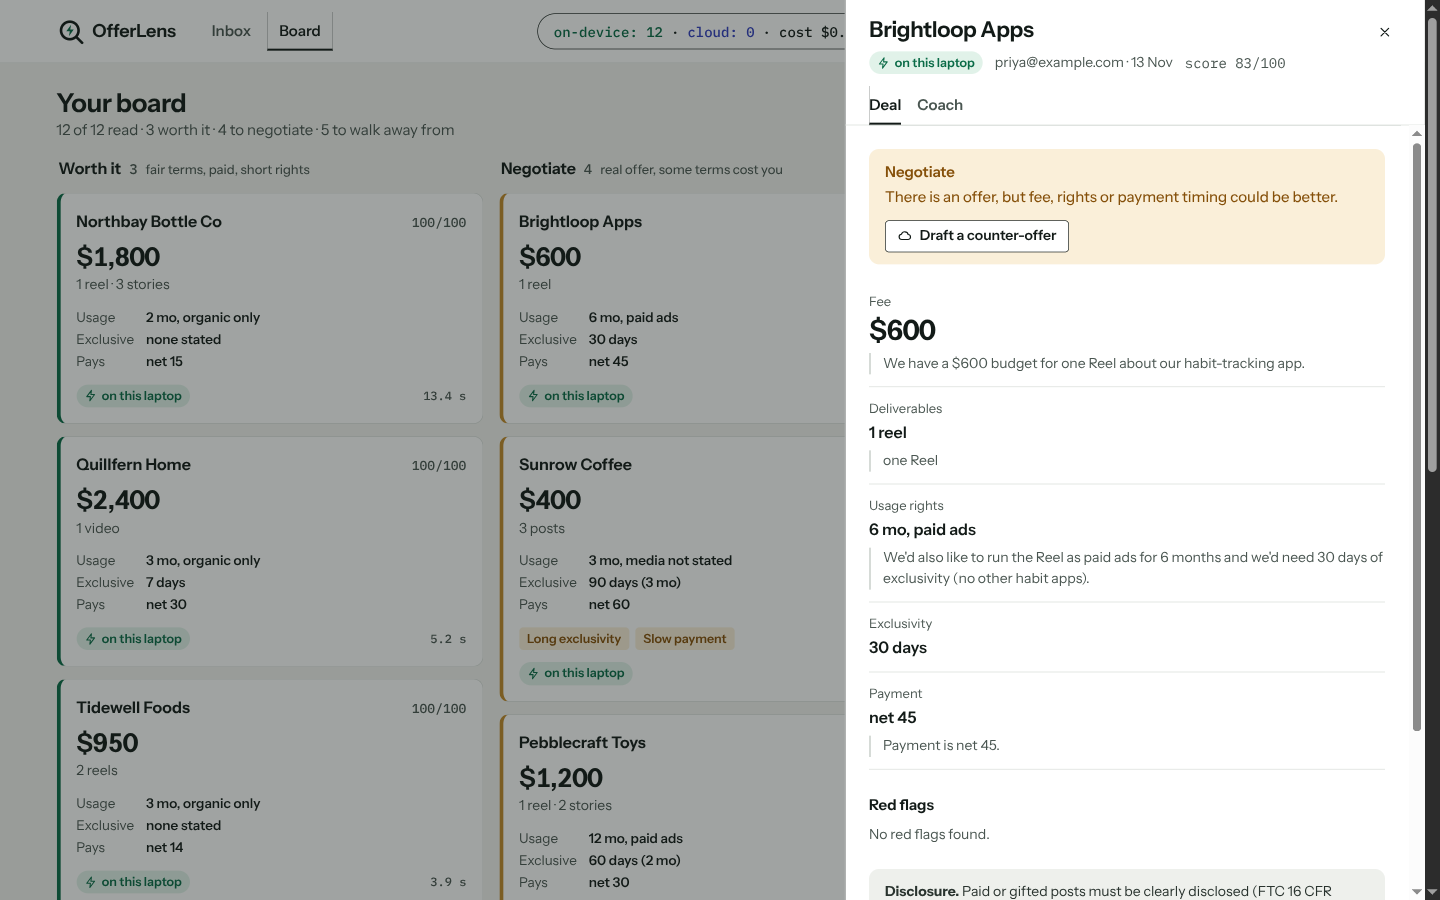 OfferLens
Inbox
Board
on-device: 12 · cloud: 0 · cost $0.
Your board
12 of 12 read · 3 worth it · 4 to negotiate · 5 to walk away from
Worth it 3 fair terms, paid, short rights
Northbay Bottle Co 100/100
$1,800
1 reel · 3 stories
Usage 2 mo, organic only
Exclusive none stated
Pays net 15
on this laptop 13.4 s
Quillfern Home 100/100
$2,400
1 video
Usage 3 mo, organic only
Exclusive 7 days
Pays net 30
on this laptop 5.2 s
Tidewell Foods 100/100
$950
2 reels
Usage 3 mo, organic only
Exclusive none stated
Pays net 14
on this laptop 3.9 s
Negotiate 4 real offer, some terms cost you
Brightloop Apps
$600
1 reel
Usage 6 mo, paid ads
Exclusive 30 days
Pays net 45
on this laptop
Sunrow Coffee
$400
3 posts
Usage 3 mo, media not stated
Exclusive 90 days (3 mo)
Pays net 60
Long exclusivity Slow payment
on this laptop
Pebblecraft Toys
$1,200
1 reel · 2 stories
Usage 12 mo, paid ads
Exclusive 60 days (2 mo)
Pays net 30
Brightloop Apps
on this laptop priya@example.com · 13 Nov score 83/100
Deal Coach
Negotiate
There is an offer, but fee, rights or payment timing could be better.
Draft a counter-offer
Fee
$600
We have a $600 budget for one Reel about our habit-tracking app.
Deliverables
1 reel
one Reel
Usage rights
6 mo, paid ads
We'd also like to run the Reel as paid ads for 6 months and we'd need 30 days of
exclusivity (no other habit apps).
Exclusivity
30 days
Payment
net 45
Payment is net 45.
Red flags
No red flags found.
Disclosure. Paid or gifted posts must be clearly disclosed (FTC 16 CFR